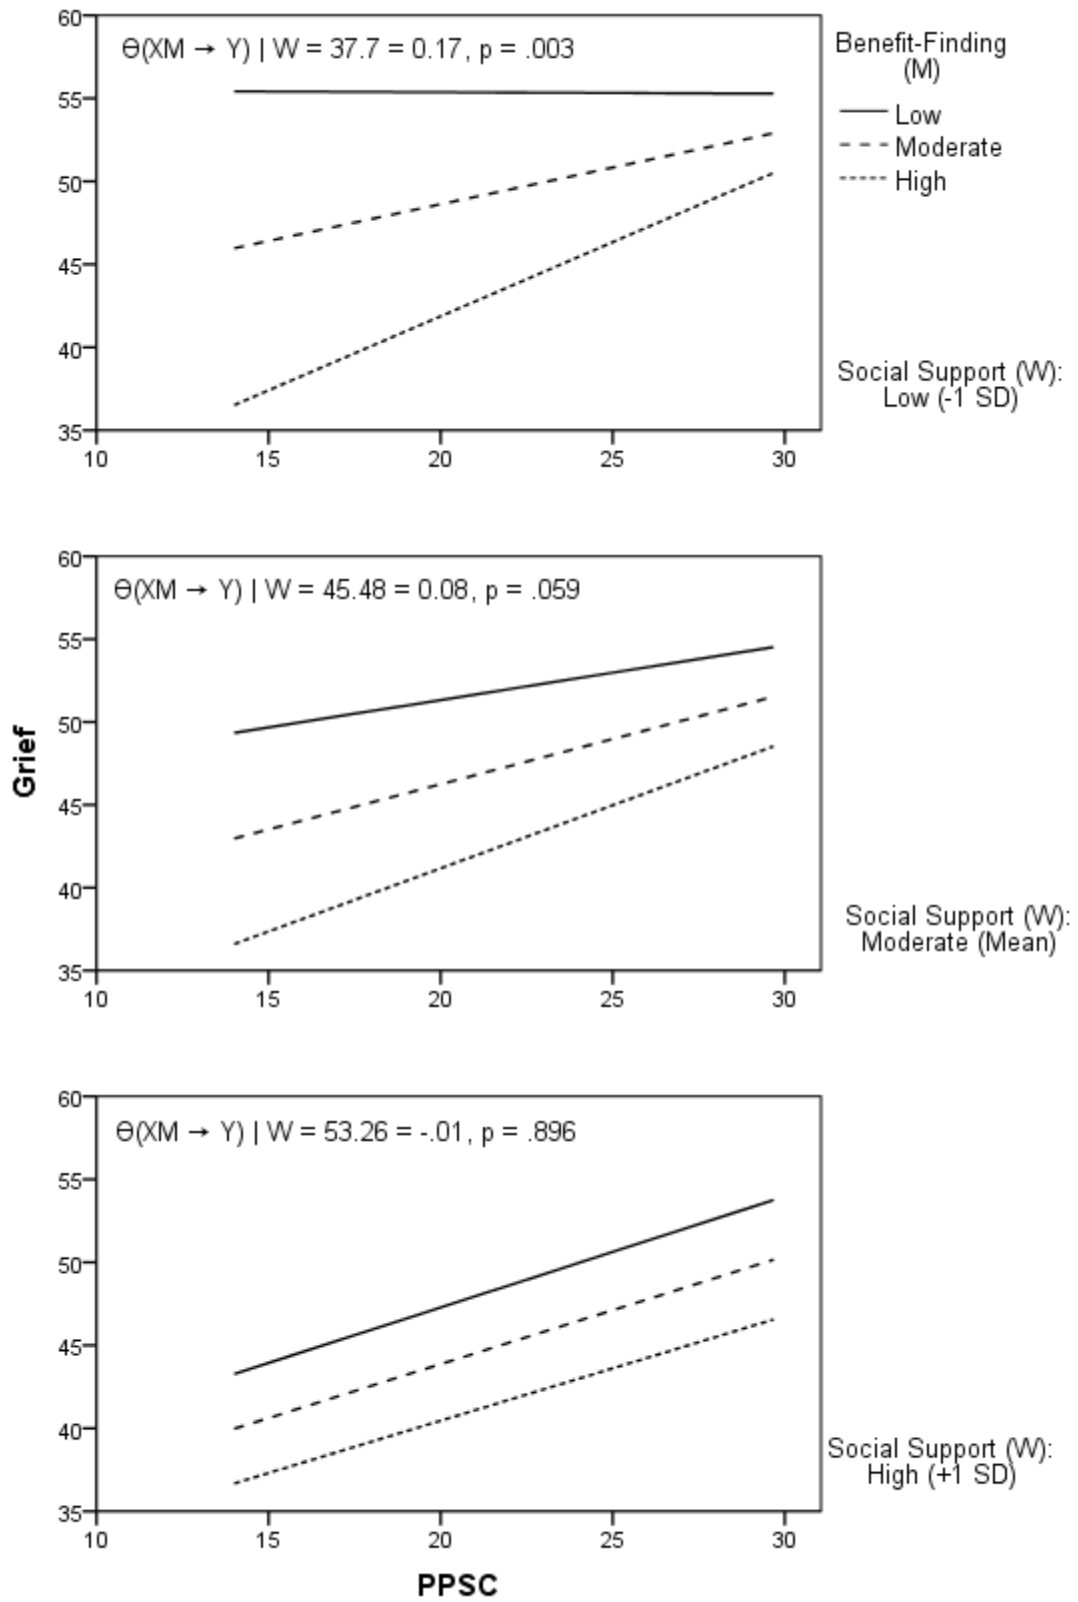 60
Ө(XM → Y) | W = 37.7 = 0.17, p = .003
Benefit-Finding
(M)
Low
Moderate
High
55
50
45
40
35
Social Support (W):
Low (-1 SD)
10
15
20
25
30
60
Ө(XM → Y) | W = 45.48 = 0.08, p = .059
55
50
45
40
35
Grief
Social Support (W):
Moderate (Mean)
10
15
20
25
30
60
Ө(XM → Y) | W = 53.26 = -.01, p = .896
55
50
45
40
35
Social Support (W):
High (+1 SD)
10
15
20
25
30
PPSC